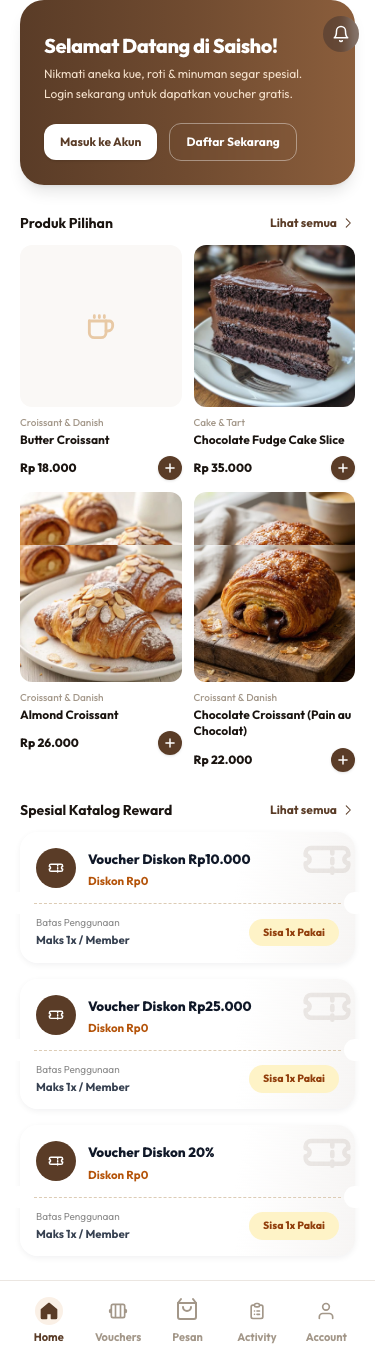 Selamat Datang di Saisho!
Nikmati aneka kue, roti & minuman segar spesial.
Login sekarang untuk dapatkan voucher gratis.
Masuk ke Akun
Daftar Sekarang
Produk Pilihan
Lihat semua
Croissant & Danish
Butter Croissant
Rp 18.000
Cake & Tart
Chocolate Fudge Cake Slice
Rp 35.000
Croissant & Danish
Almond Croissant
Rp 26.000
Croissant & Danish
Chocolate Croissant (Pain au
Chocolat)
Rp 22.000
Spesial Katalog Reward
Lihat semua
Voucher Diskon Rp10.000
Diskon Rp0
Batas Penggunaan
Maks 1x / Member
Sisa 1x Pakai
Voucher Diskon Rp25.000
Diskon Rp0
Batas Penggunaan
Maks 1x / Member
Sisa 1x Pakai
Voucher Diskon 20%
Diskon Rp0
Batas Penggunaan
Maks 1x / Member
Sisa 1x Pakai
Home
Vouchers
Pesan
Activity
Account